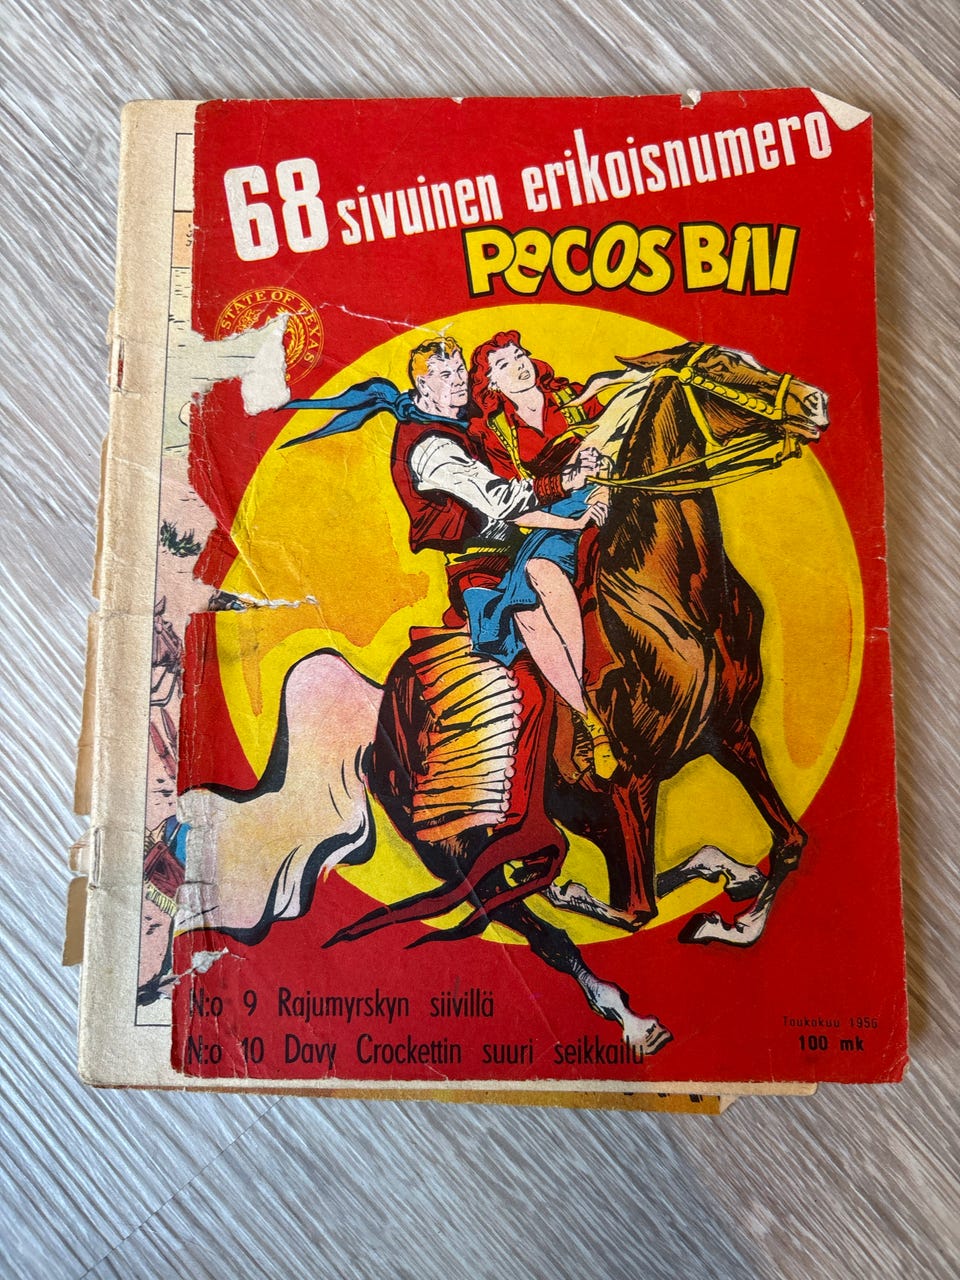 68 sivuinen erikoisnumero
PECOS BILL
STATE OF TEXAS
N:o 9 Rajumyrskyn siivillä
N:o 10 Davy Crockettin suuri seikkailu
Toukokuu 1956
100 mk